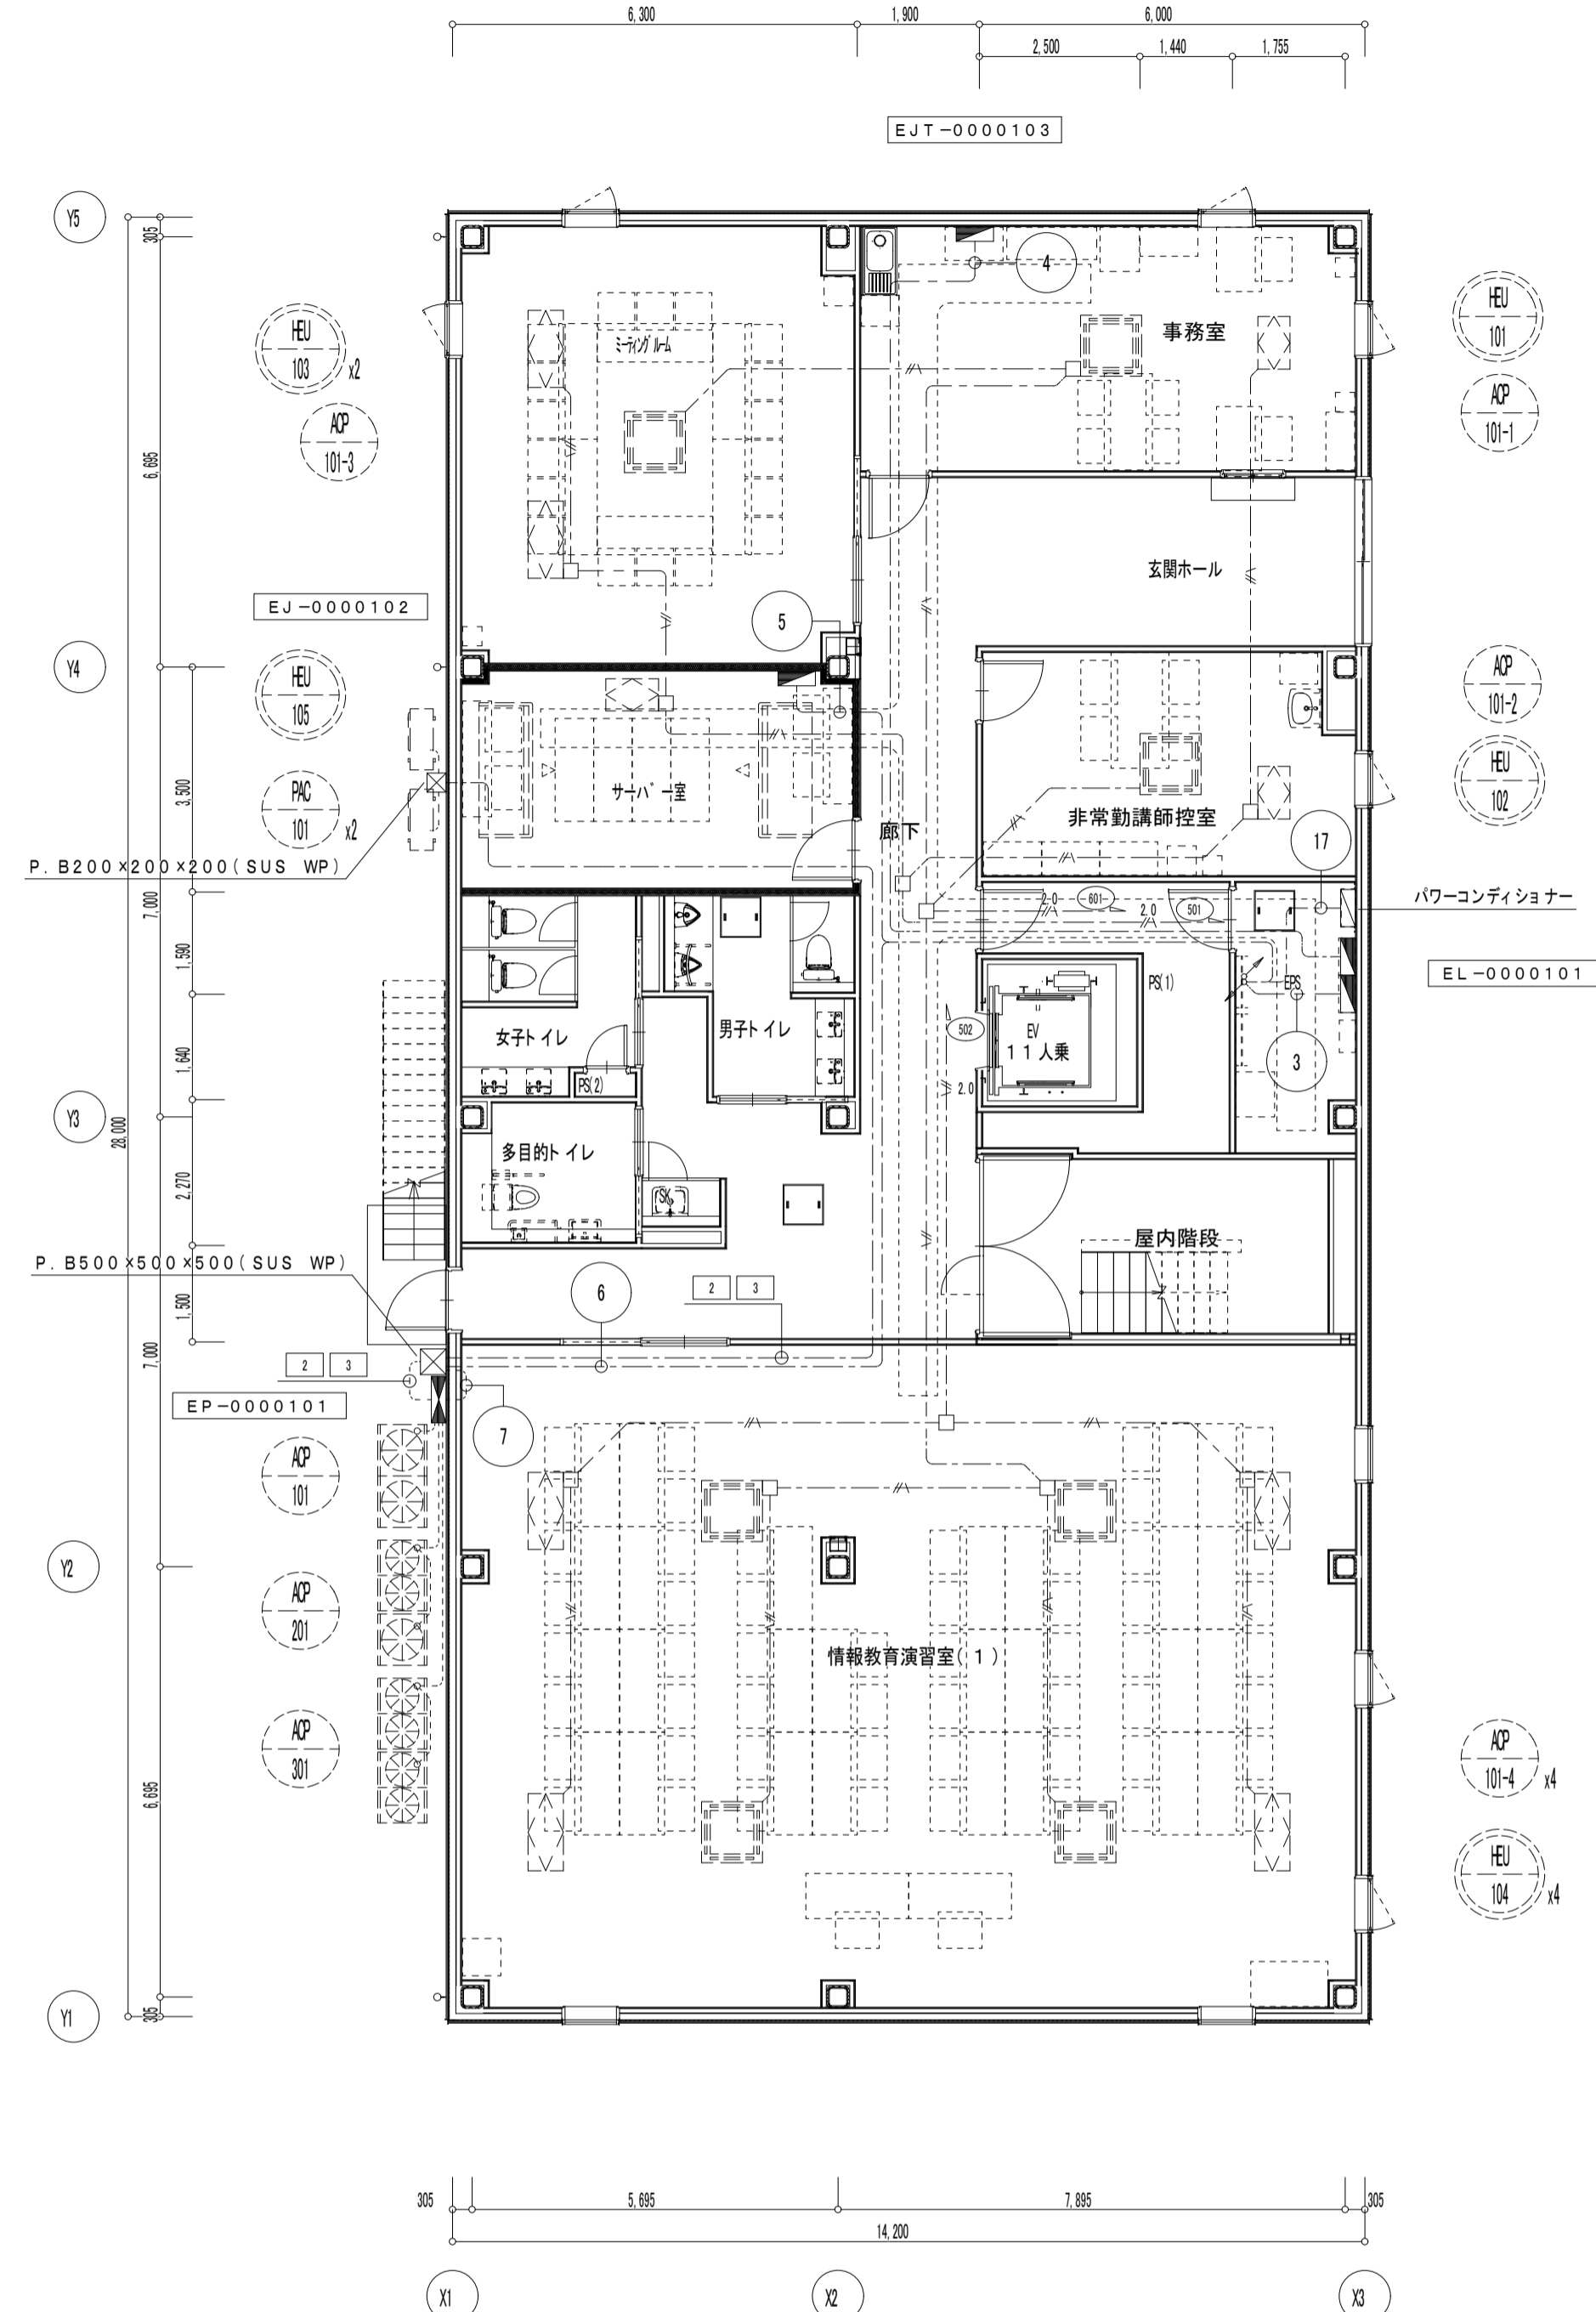 6,300
1,900
6,000
2,500
1,440
1,755
EJT-0000103
Y5
305
4
HEU
103
x2
ミーティングルーム
事務室
HEU
101
ACP
101-3
ACP
101-1
6,695
玄関ホール
EJ-0000102
5
Y4
HEU
105
ACP
101-2
HEU
102
3,500
PAC
101
x2
サーバー室
廊下
非常勤講師控室
17
P.B200×200×200(SUS WP)
7,000
2.0
601
2.0
501
パワーコンディショナー
1,590
EL-0000101
PS(1)
EPS
女子トイレ
男子トイレ
502
EV
11人乗
3
1,640
PS(2)
2.0
Y3
28,000
多目的トイレ
2,270
SK
屋内階段
P.B500×500×500(SUS WP)
6
2
3
1,500
7,000
2
3
EP-0000101
7
ACP
101
Y2
ACP
201
情報教育演習室(1)
ACP
301
ACP
101-4
x4
6,695
HEU
104
x4
Y1
305
305
5,695
7,895
305
14,200
X1
X2
X3